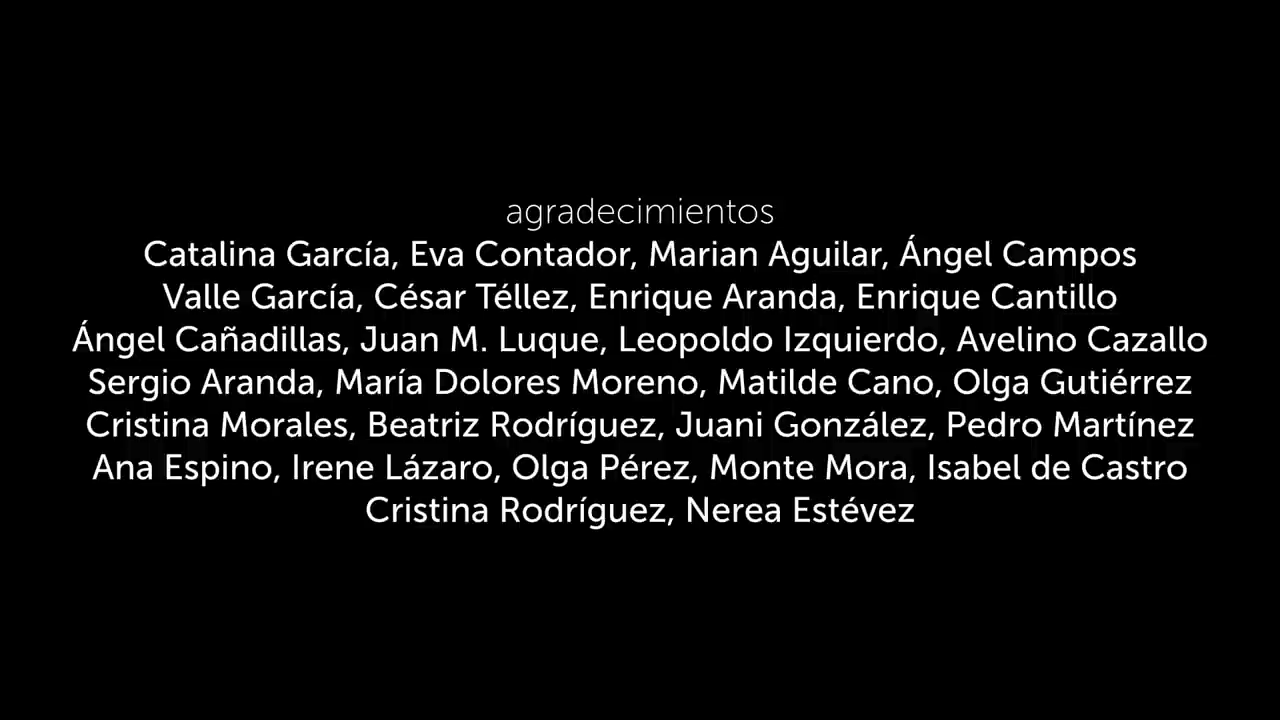 agradecimientos
Catalina García, Eva Contador, Marian Aguilar, Ángel Campos
Valle García, César Téllez, Enrique Aranda, Enrique Cantillo
Ángel Cañadillas, Juan M. Luque, Leopoldo Izquierdo, Avelino Cazallo
Sergio Aranda, María Dolores Moreno, Matilde Cano, Olga Gutiérrez
Cristina Morales, Beatriz Rodríguez, Juani González, Pedro Martínez
Ana Espino, Irene Lázaro, Olga Pérez, Monte Mora, Isabel de Castro
Cristina Rodríguez, Nerea Estévez